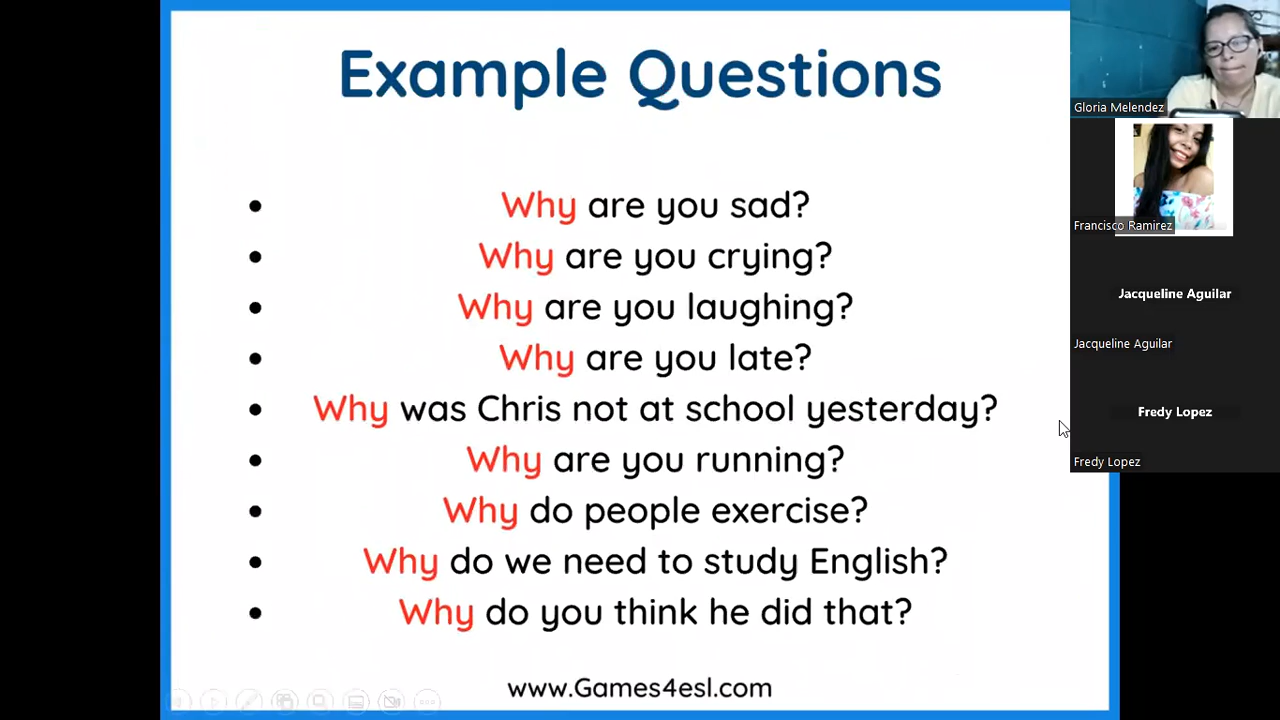 Example Questions
• Why are you sad?
• Why are you crying?
• Why are you laughing?
• Why are you late?
• Why was Chris not at school yesterday?
• Why are you running?
• Why do people exercise?
• Why do we need to study English?
• Why do you think he did that?
www.Games4esl.com
Gloria Melendez
Francisco Ramirez
Jacqueline Aguilar
Jacqueline Aguilar
Fredy Lopez
Fredy Lopez